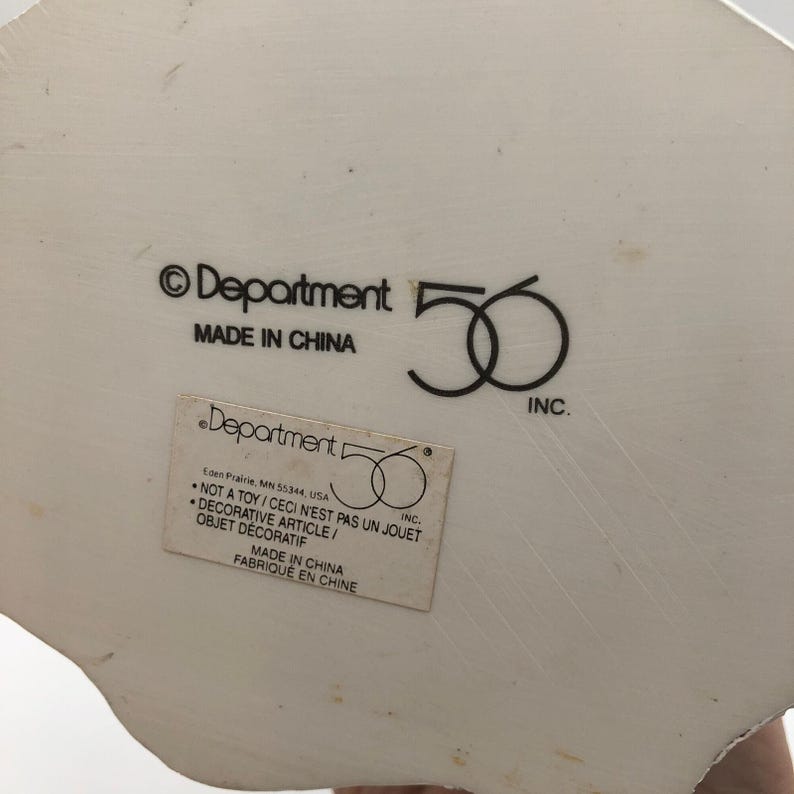 © Department 56
MADE IN CHINA
INC.
© Department 56 ®
Eden Prairie, MN 55344, USA
INC.
• NOT A TOY / CECI N'EST PAS UN JOUET
• DECORATIVE ARTICLE /
OBJET DÉCORATIF
MADE IN CHINA
FABRIQUÉ EN CHINE